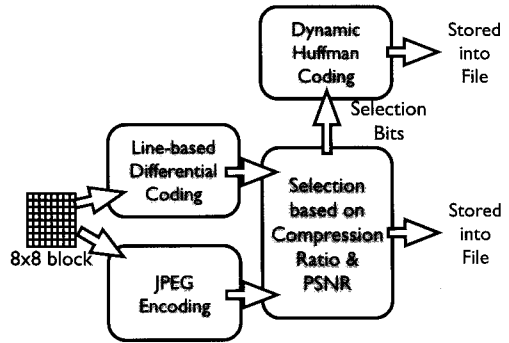 Dynamic
Huffman
Coding
Stored
into
File
Selection
Bits
Line-based
Differential
Coding
Selection
based on
Compression
Ratio &
PSNR
Stored
into
File
8x8 block
JPEG
Encoding